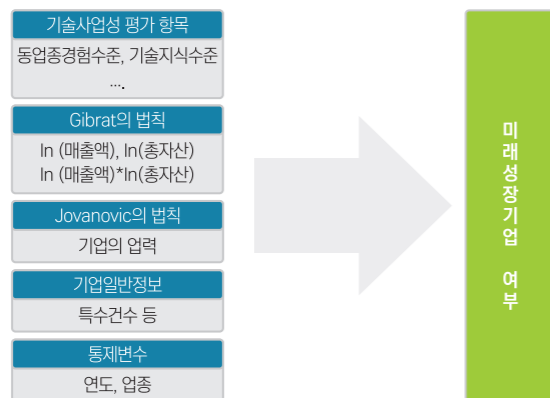 기술사업성 평가 항목
동업종경험수준, 기술지식수준
….
Gibrat의 법칙
ln (매출액), ln(총자산)
ln (매출액)*ln(총자산)
Jovanovic의 법칙
기업의 업력
기업일반정보
특수건수 등
통제변수
연도, 업종
미래성장기업 여부